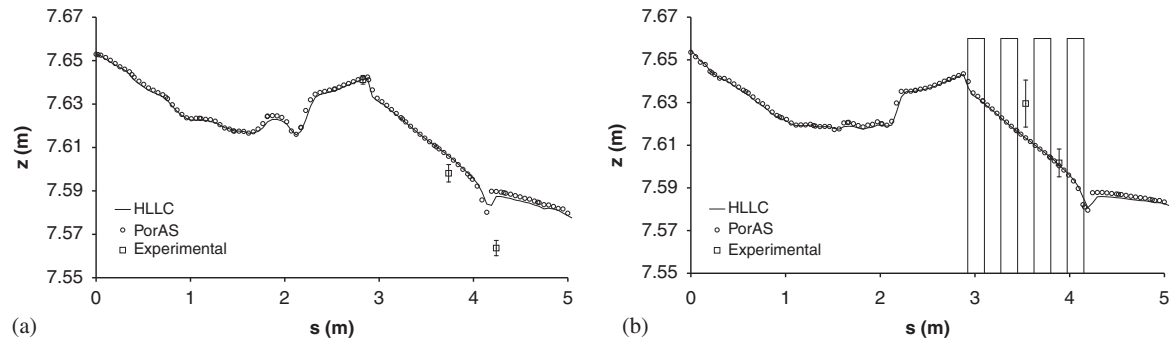 7.67
7.65
7.63
z (m)
7.61
7.59
7.57
7.55
HLLC
PorAS
Experimental
0 1 2 3 4 5
(a)
s (m)
7.67
7.65
7.63
z (m)
7.61
7.59
7.57
7.55
HLLC
PorAS
Experimental
0 1 2 3 4 5
(b)
s (m)